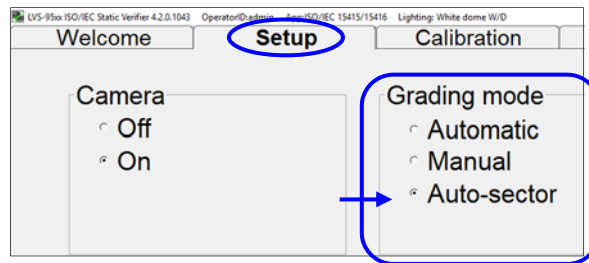 LVS-95xx ISO/IEC Static Verifier 4.2.0.1043 OperatorID:admin App:ISO/IEC 15415/15416 Lighting: White dome W/D
Welcome Setup Calibration
Camera Grading mode
Off Automatic
On Manual
Auto-sector